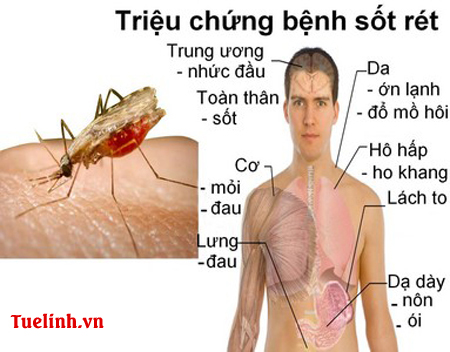 Triệu chứng bệnh sốt rét
Trung ương
- nhức đầu
Toàn thân
- sốt
Cơ
- mỏi
- đau
Lưng
-đau
Da
- ớn lạnh
- đổ mồ hôi
Hô hấp
- ho khang
Lách to
Dạ dày
- nôn
- ói
Tuelinh.vn